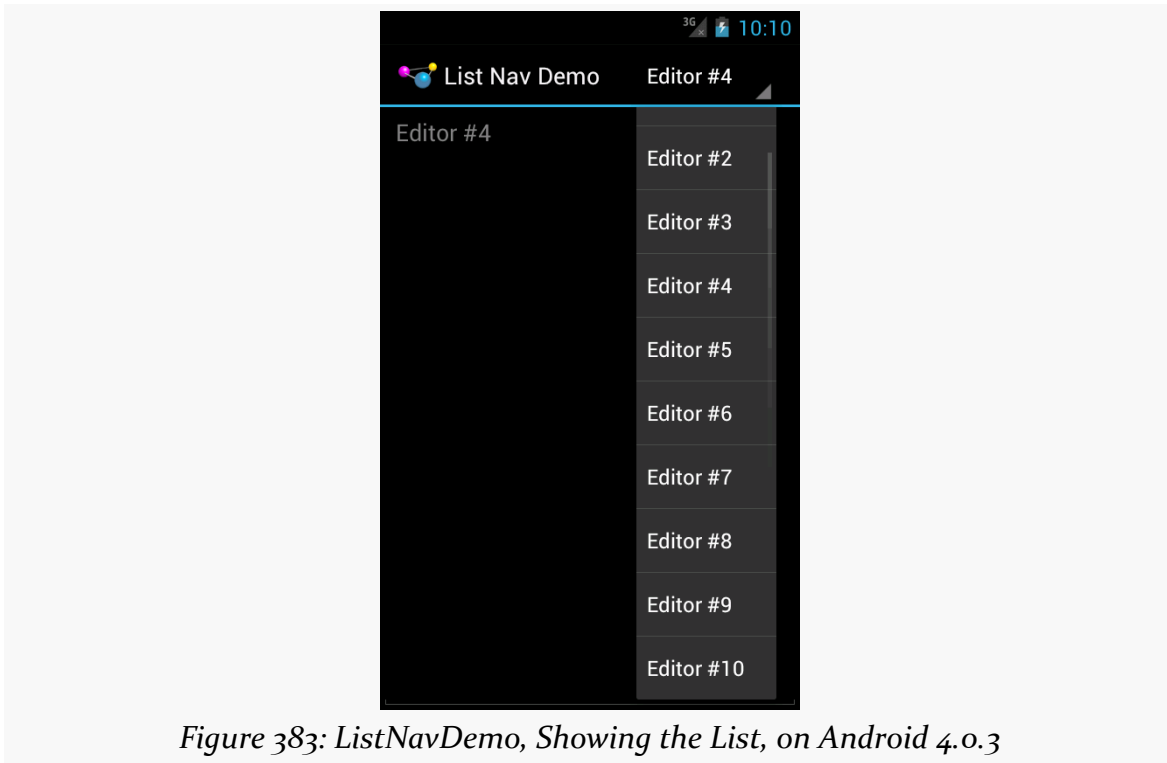 3G 10:10
List Nav Demo Editor #4
Editor #4
Editor #2
Editor #3
Editor #4
Editor #5
Editor #6
Editor #7
Editor #8
Editor #9
Editor #10
Figure 383: ListNavDemo, Showing the List, on Android 4.0.3